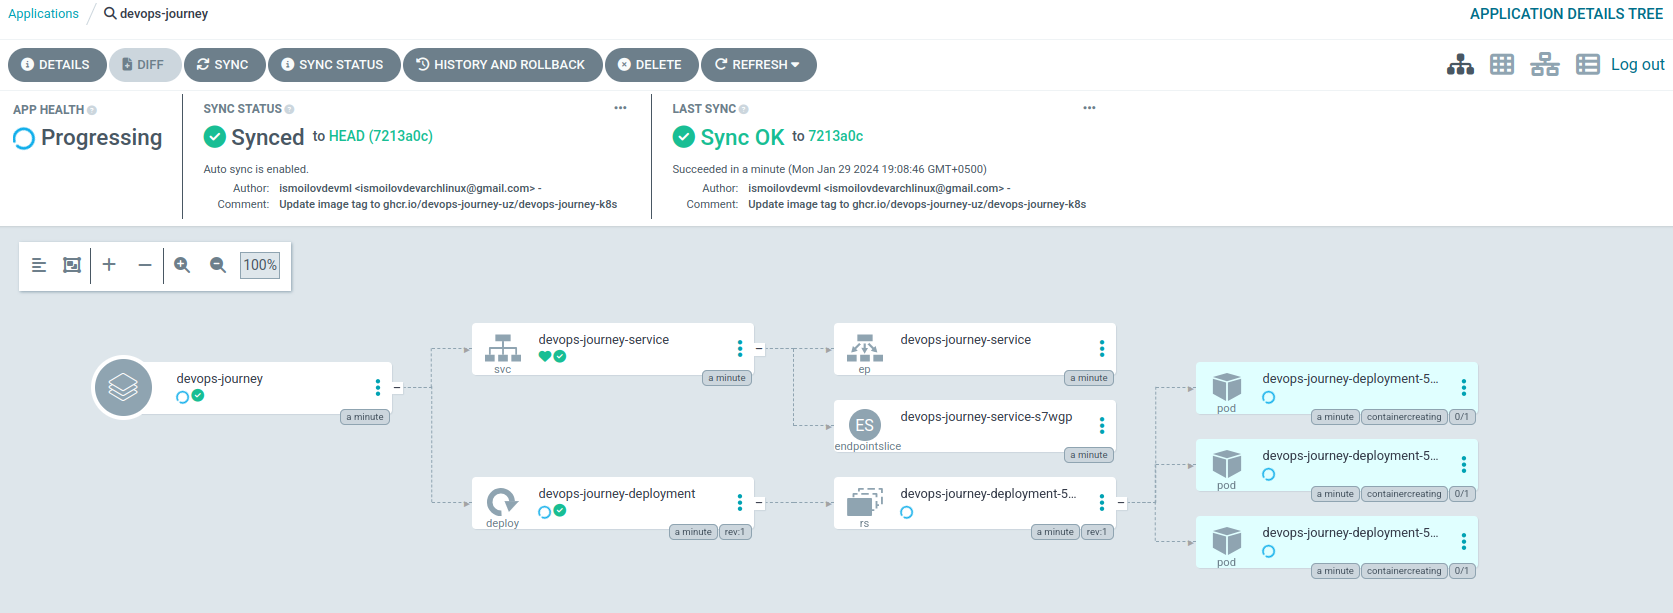 Applications / devops-journey
APPLICATION DETAILS TREE
DETAILS DIFF SYNC SYNC STATUS HISTORY AND ROLLBACK DELETE REFRESH
Log out
APP HEALTH
Progressing
SYNC STATUS
Synced to HEAD (7213a0c)
Auto sync is enabled.
Author: ismoilovdevml <ismoilovdevarchlinux@gmail.com> -
Comment: Update image tag to ghcr.io/devops-journey-uz/devops-journey-k8s
LAST SYNC
Sync OK to 7213a0c
Succeeded in a minute (Mon Jan 29 2024 19:08:46 GMT+0500)
Author: ismoilovdevml <ismoilovdevarchlinux@gmail.com> -
Comment: Update image tag to ghcr.io/devops-journey-uz/devops-journey-k8s
100%
devops-journey
a minute
devops-journey-service
svc
a minute
devops-journey-deployment
deploy
a minute rev:1
devops-journey-service
ep
a minute
ES
devops-journey-service-s7wgp
endpointslice
a minute
devops-journey-deployment-5...
rs
a minute rev:1
devops-journey-deployment-5...
pod
a minute containercreating 0/1
devops-journey-deployment-5...
pod
a minute containercreating 0/1
devops-journey-deployment-5...
pod
a minute containercreating 0/1